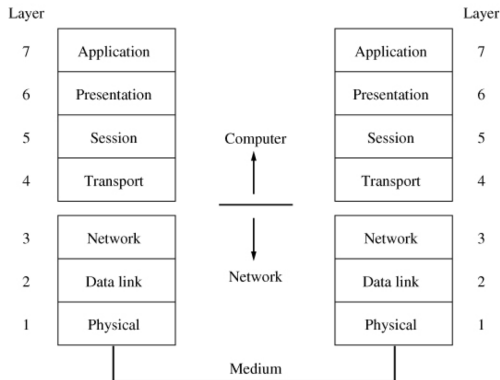 Layer Layer
7 Application Application 7
6 Presentation Presentation 6
5 Session Computer Session 5
4 Transport Transport 4
3 Network Network 3
2 Data link Network Data link 2
1 Physical Physical 1
Medium